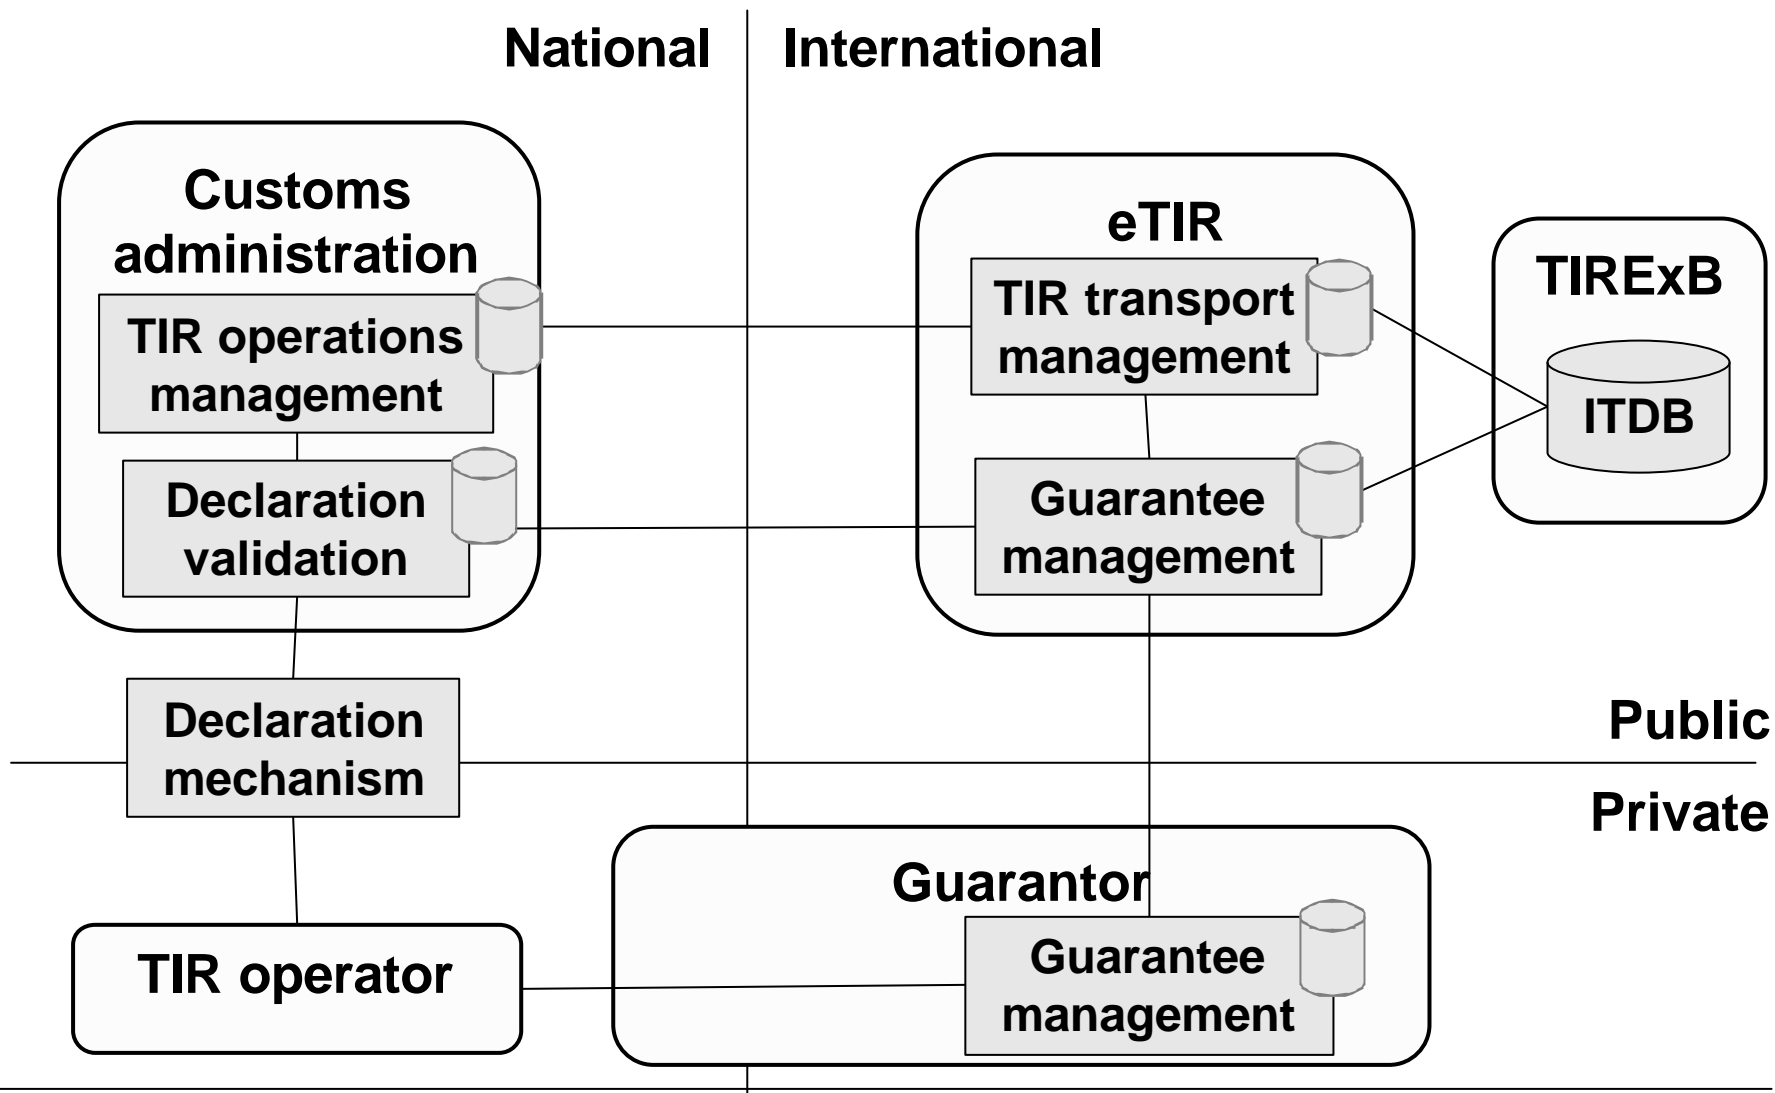 National
International
Customs
administration
TIR operations
management
Declaration
validation
eTIR
TIR transport
management
Guarantee
management
TIRExB
ITDB
Declaration
mechanism
Public
Private
TIR operator
Guarantor
Guarantee
management